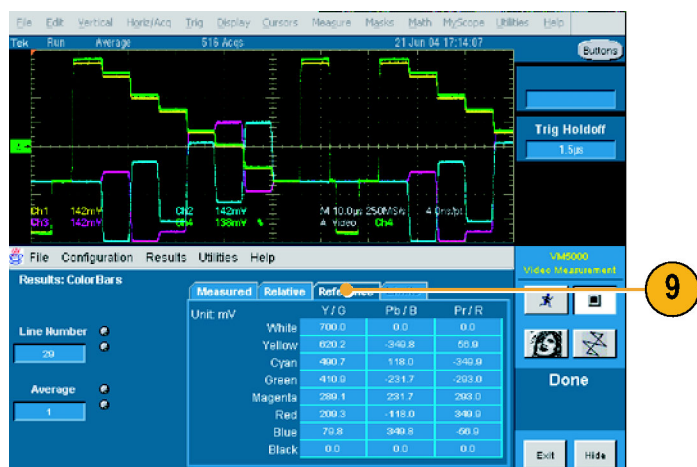 File Edit Vertical Horiz/Acq Trig Display Cursors Measure Masks Math MyScope Utilities Help
Tek Run Average 516 Acqs 21 Jun 04 17:14:07 Buttons
Trig Holdoff
1.5µs
Ch1 142mV Ch2 142mV M 10.0µs 250MS/s 4.0ns/pt
Ch3 142mV Ch4 138mV A Video Ch4
File Configuration Results Utilities Help
VM5000
Video Measurement
Results: ColorBars
Measured Relative Reference
9
Unit: mV Y/G Pb/B Pr/R
White 700.0 0.0 0.0
Yellow 620.2 -349.8 56.9
Cyan 490.7 118.0 -349.9
Green 410.9 -231.7 -293.0
Magenta 289.1 231.7 293.0
Red 209.3 -118.0 349.9
Blue 79.8 349.8 -56.9
Black 0.0 0.0 0.0
Line Number
29
Average
1
Done
Exit Hide